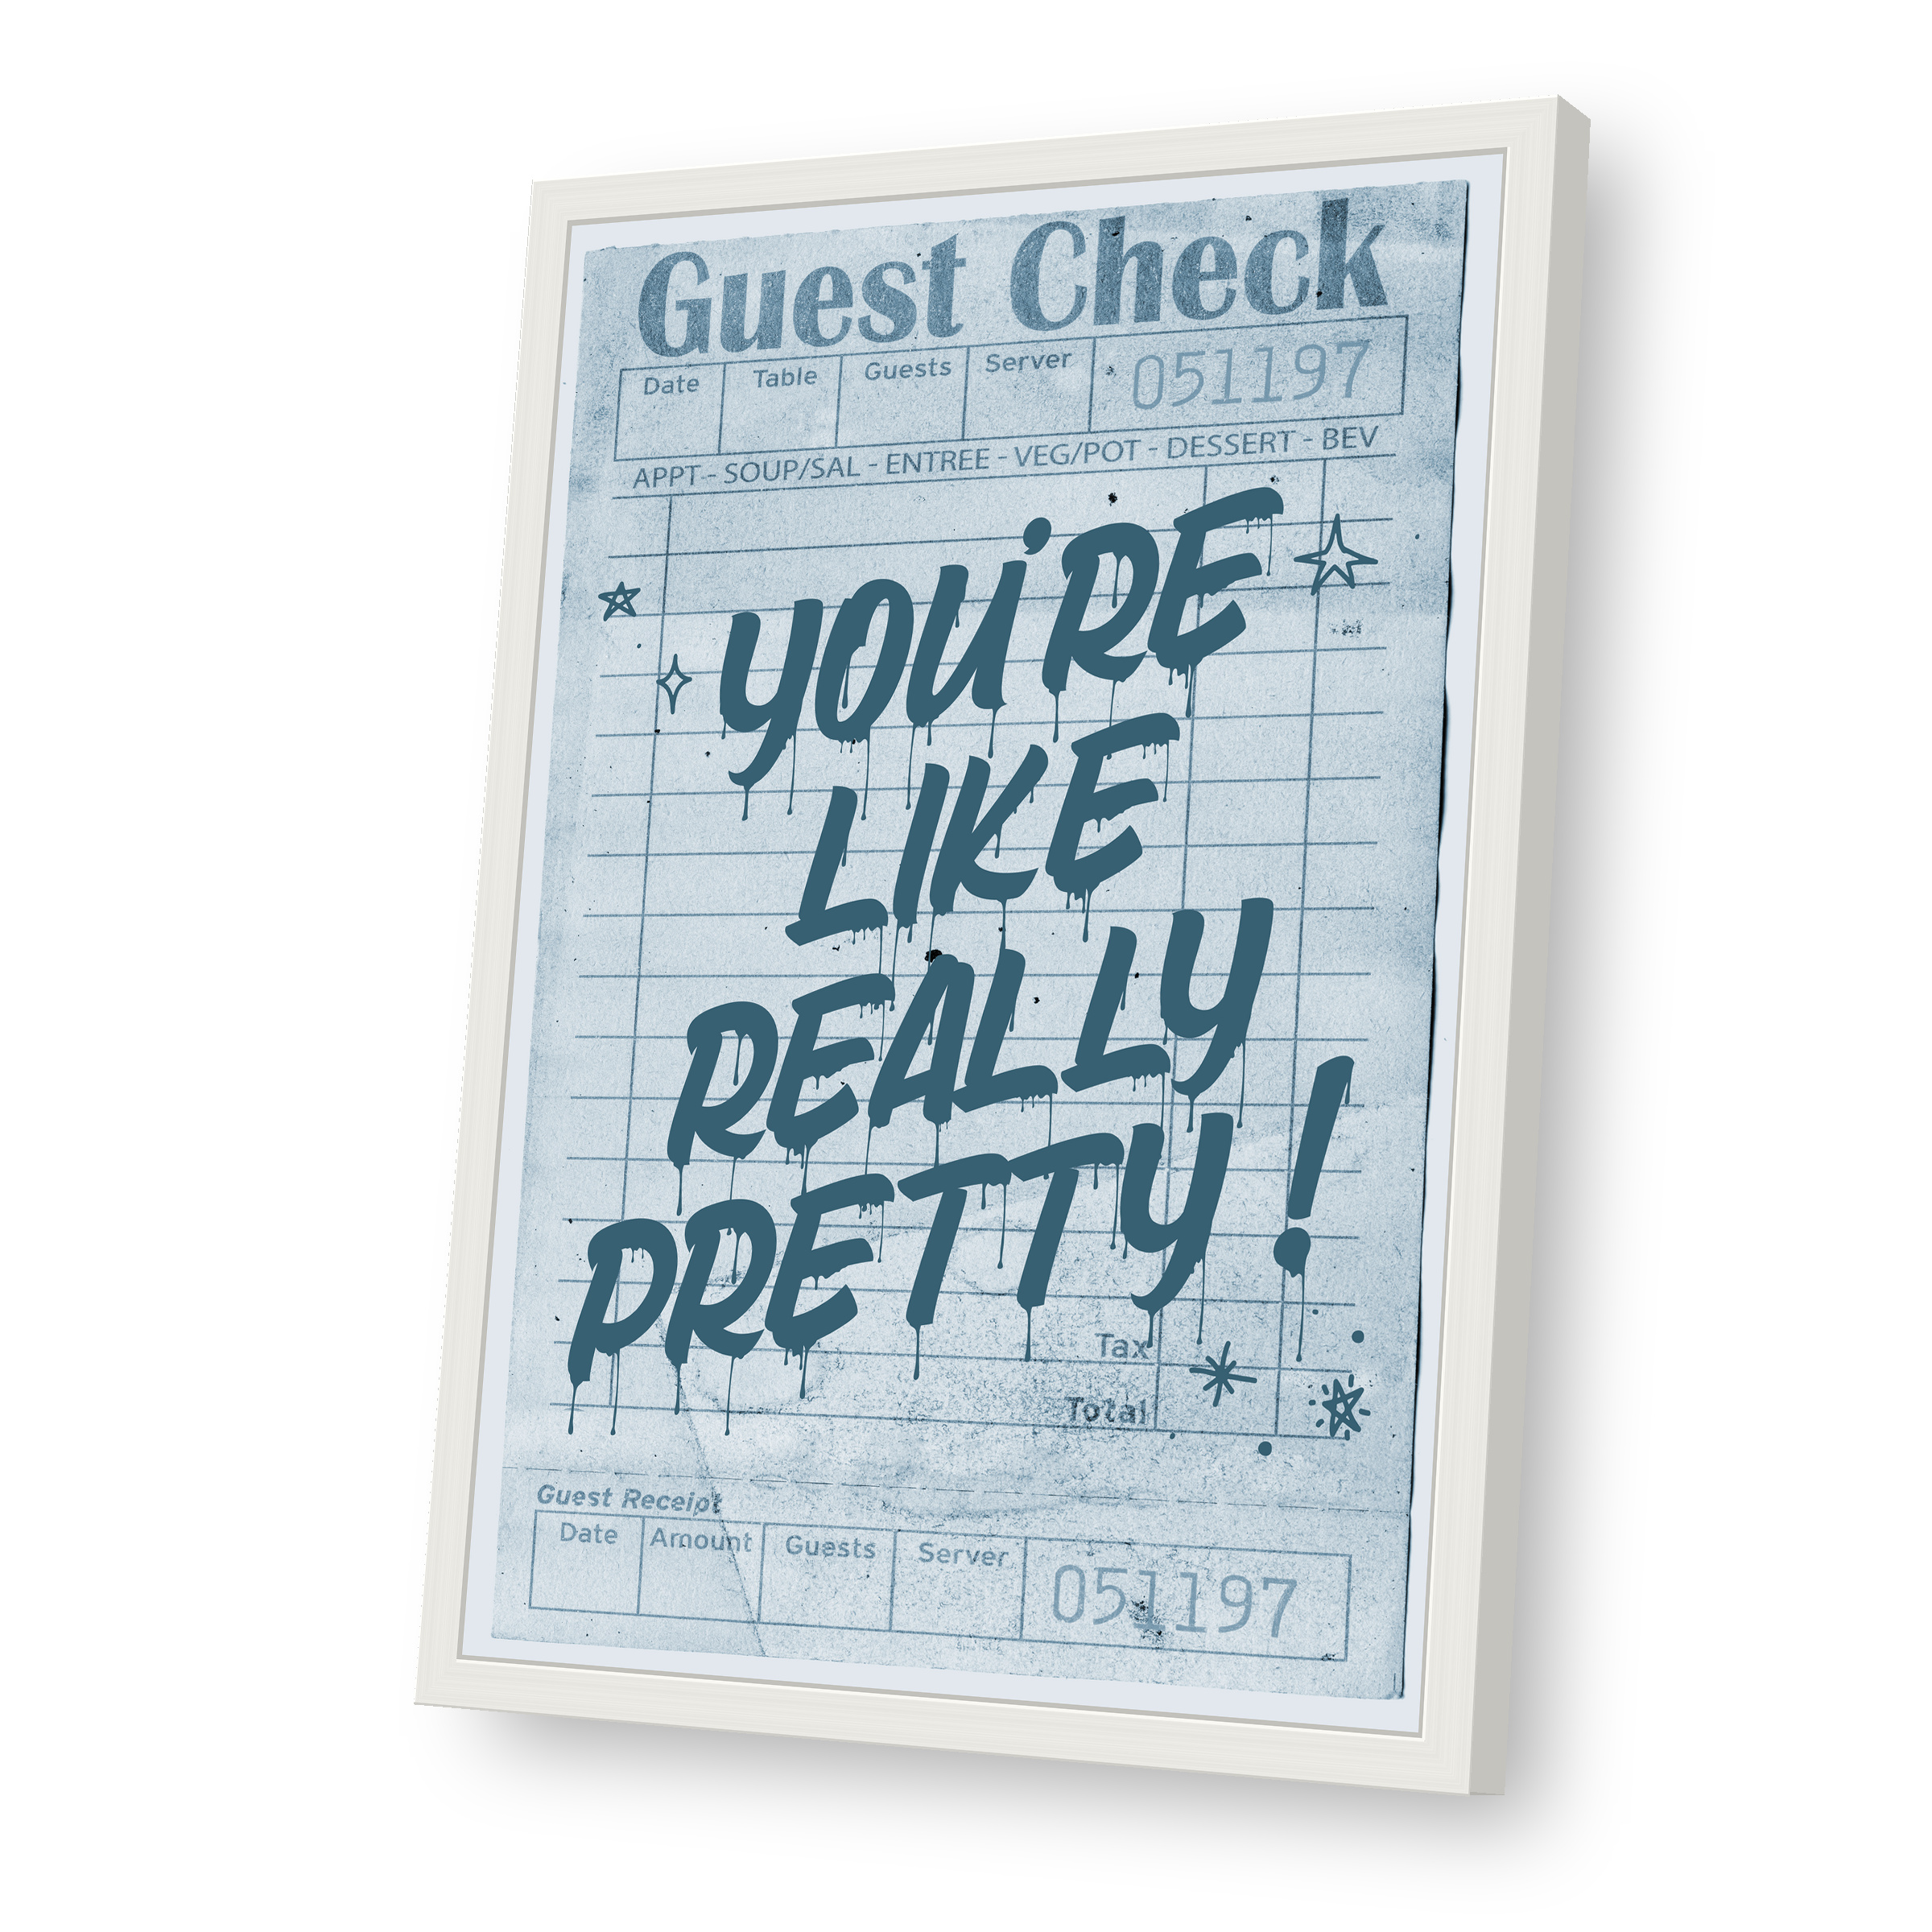 Guest Check
Date Table Guests Server 051197
APPT - SOUP/SAL - ENTREE - VEG/POT - DESSERT - BEV
YOU'RE
LIKE
REALLY
PRETTY!
Tax
Total
Guest Receipt
Date Amount Guests Server 051197